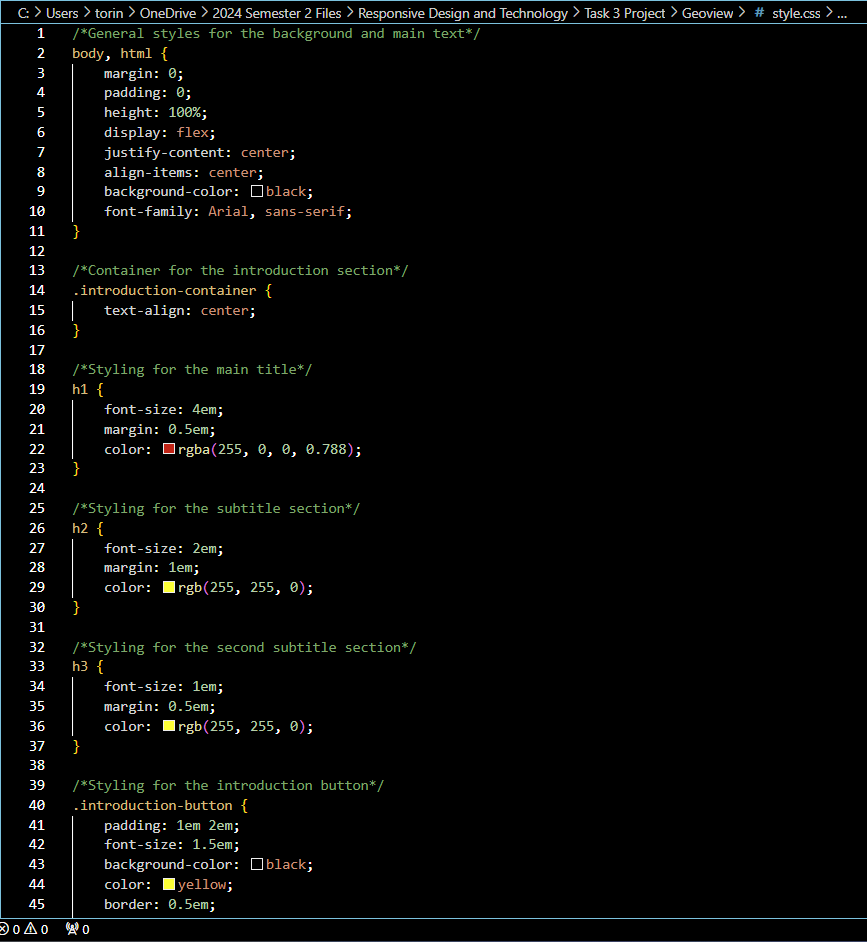 C: > Users > torin > OneDrive > 2024 Semester 2 Files > Responsive Design and Technology > Task 3 Project > Geoview > # style.css > ...
1 /*General styles for the background and main text*/
2 body, html {
3 margin: 0;
4 padding: 0;
5 height: 100%;
6 display: flex;
7 justify-content: center;
8 align-items: center;
9 background-color: black;
10 font-family: Arial, sans-serif;
11 }
12
13 /*Container for the introduction section*/
14 .introduction-container {
15 text-align: center;
16 }
17
18 /*Styling for the main title*/
19 h1 {
20 font-size: 4em;
21 margin: 0.5em;
22 color: rgba(255, 0, 0, 0.788);
23 }
24
25 /*Styling for the subtitle section*/
26 h2 {
27 font-size: 2em;
28 margin: 1em;
29 color: rgb(255, 255, 0);
30 }
31
32 /*Styling for the second subtitle section*/
33 h3 {
34 font-size: 1em;
35 margin: 0.5em;
36 color: rgb(255, 255, 0);
37 }
38
39 /*Styling for the introduction button*/
40 .introduction-button {
41 padding: 1em 2em;
42 font-size: 1.5em;
43 background-color: black;
44 color: yellow;
45 border: 0.5em;
0 0 0